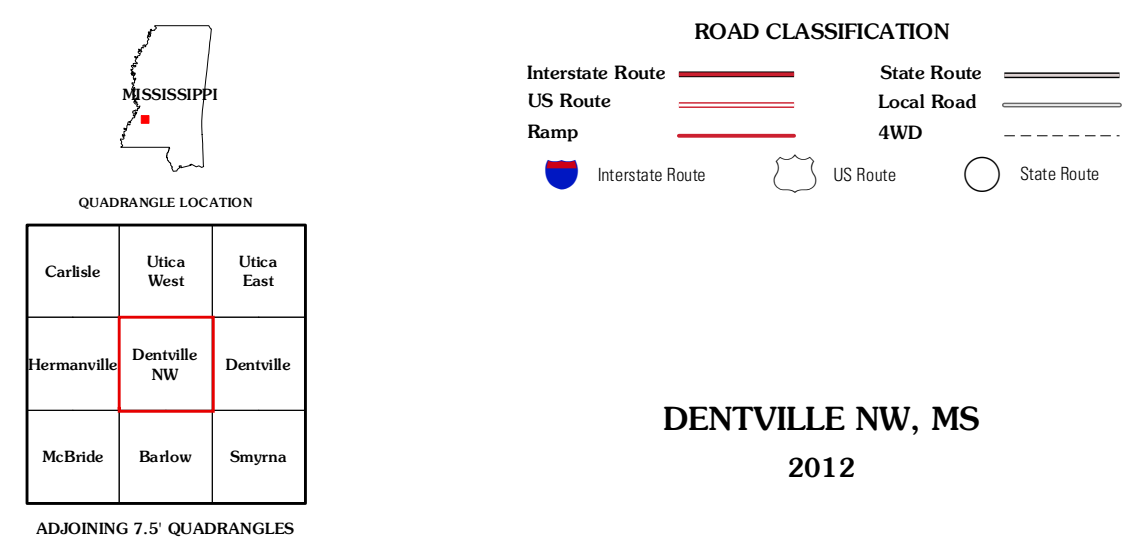 MISSISSIPPI
QUADRANGLE LOCATION
Carlisle
Utica
West
Utica
East
Hermanville
Dentville
NW
Dentville
McBride
Barlow
Smyrna
ADJOINING 7.5' QUADRANGLES
ROAD CLASSIFICATION
Interstate Route
State Route
US Route
Local Road
Ramp
4WD
Interstate Route
US Route
State Route
DENTVILLE NW, MS
2012